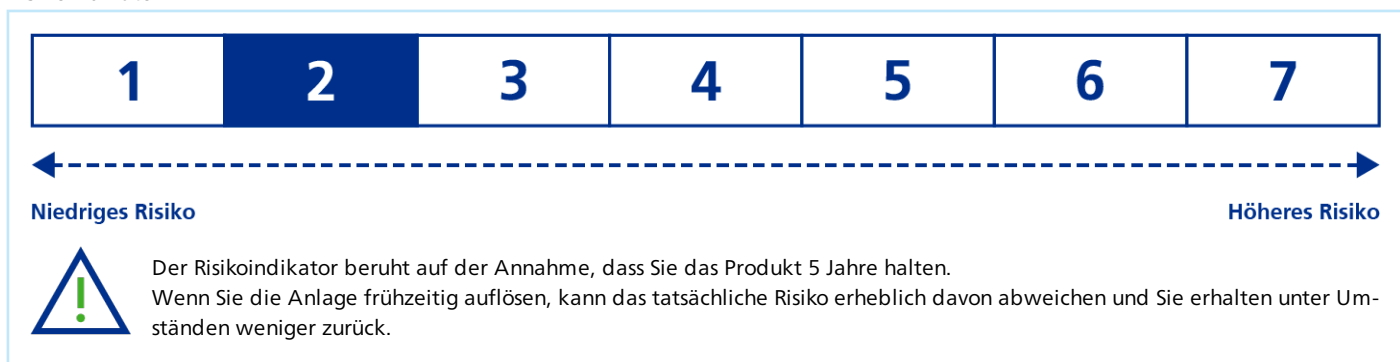 1 2 3 4 5 6 7
Niedriges Risiko Höheres Risiko
Der Risikoindikator beruht auf der Annahme, dass Sie das Produkt 5 Jahre halten.
Wenn Sie die Anlage frühzeitig auflösen, kann das tatsächliche Risiko erheblich davon abweichen und Sie erhalten unter Um-
ständen weniger zurück.